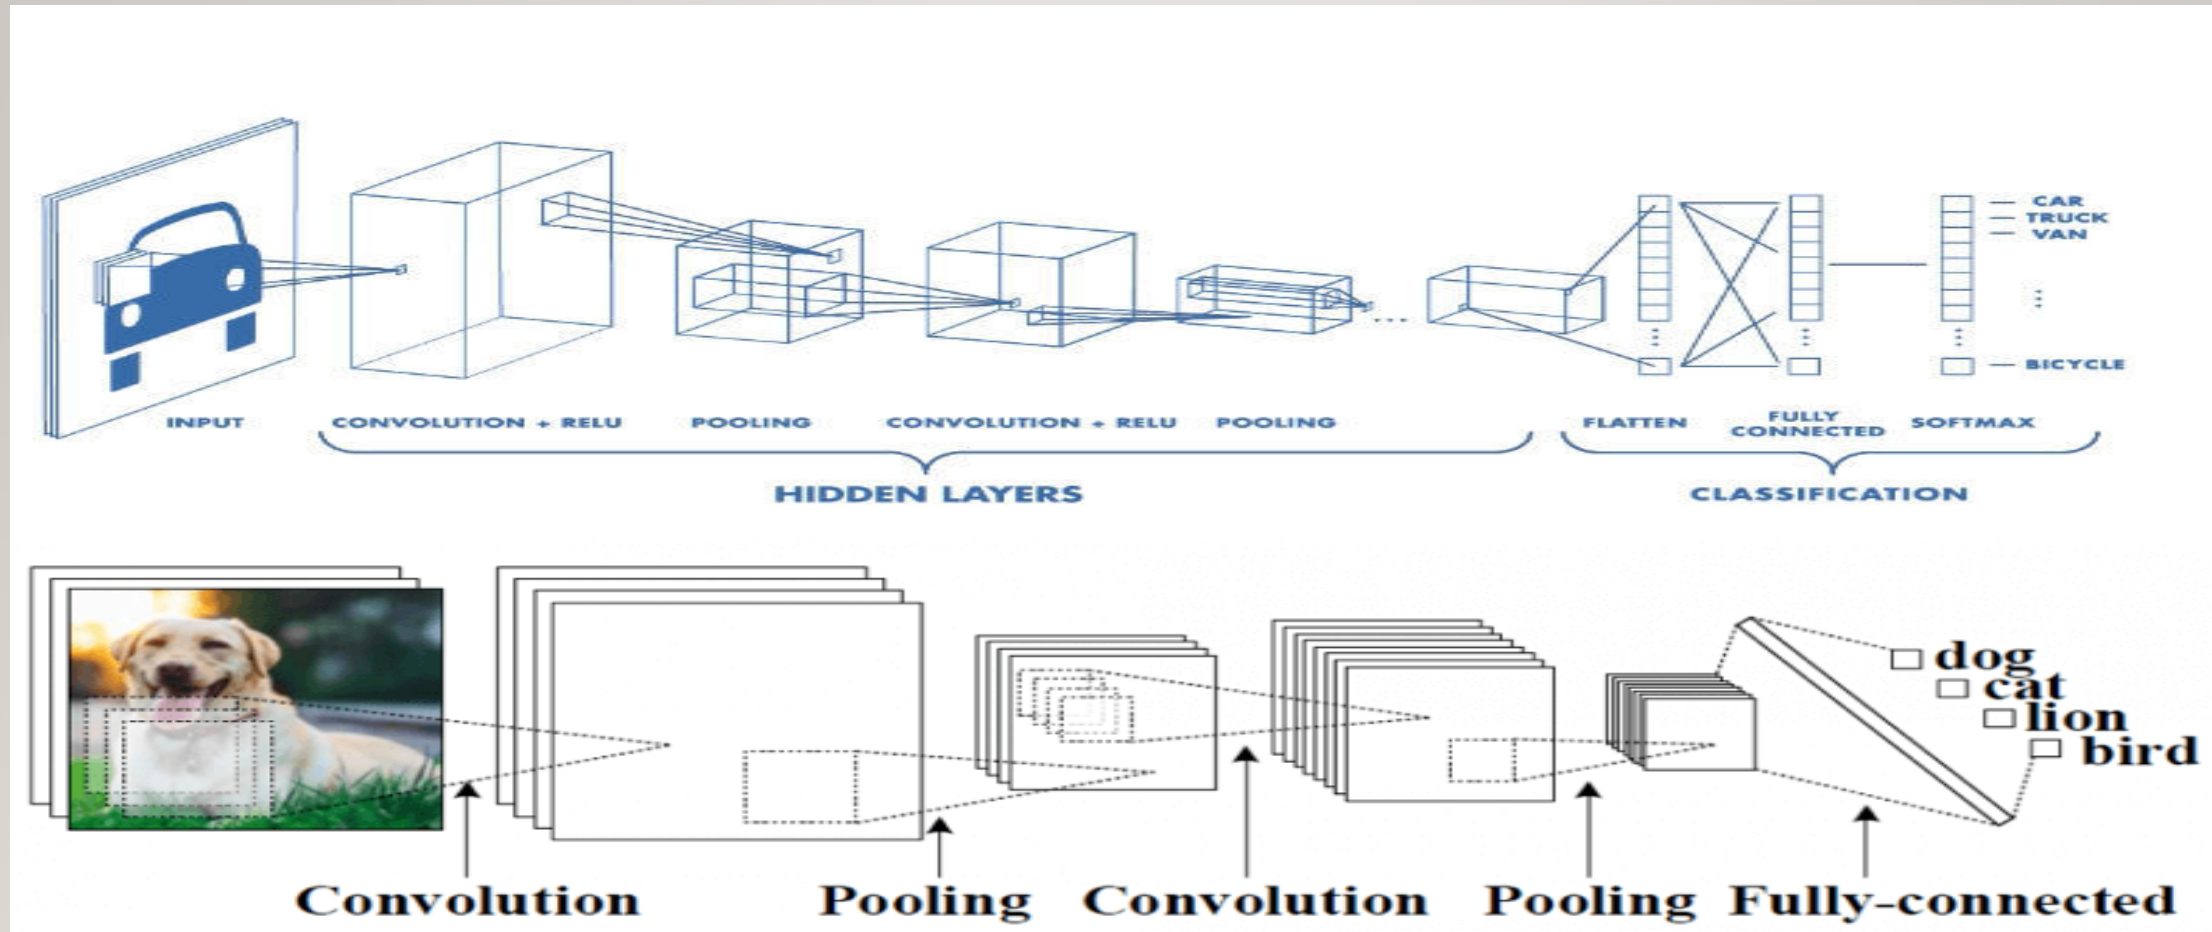 CAR
TRUCK
VAN
BICYCLE
INPUT
CONVOLUTION + RELU
POOLING
CONVOLUTION + RELU
POOLING
FLATTEN
FULLY
CONNECTED
SOFTMAX
HIDDEN LAYERS
CLASSIFICATION
dog
cat
lion
bird
Convolution
Pooling
Convolution
Pooling
Fully-connected